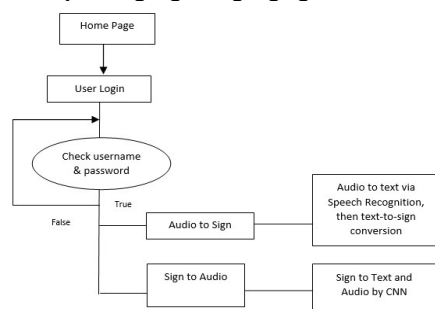 Home Page
User Login
Check username
& password
True
False
Audio to Sign
Audio to text via
Speech Recognition,
then text-to-sign
conversion
Sign to Audio
Sign to Text and
Audio by CNN